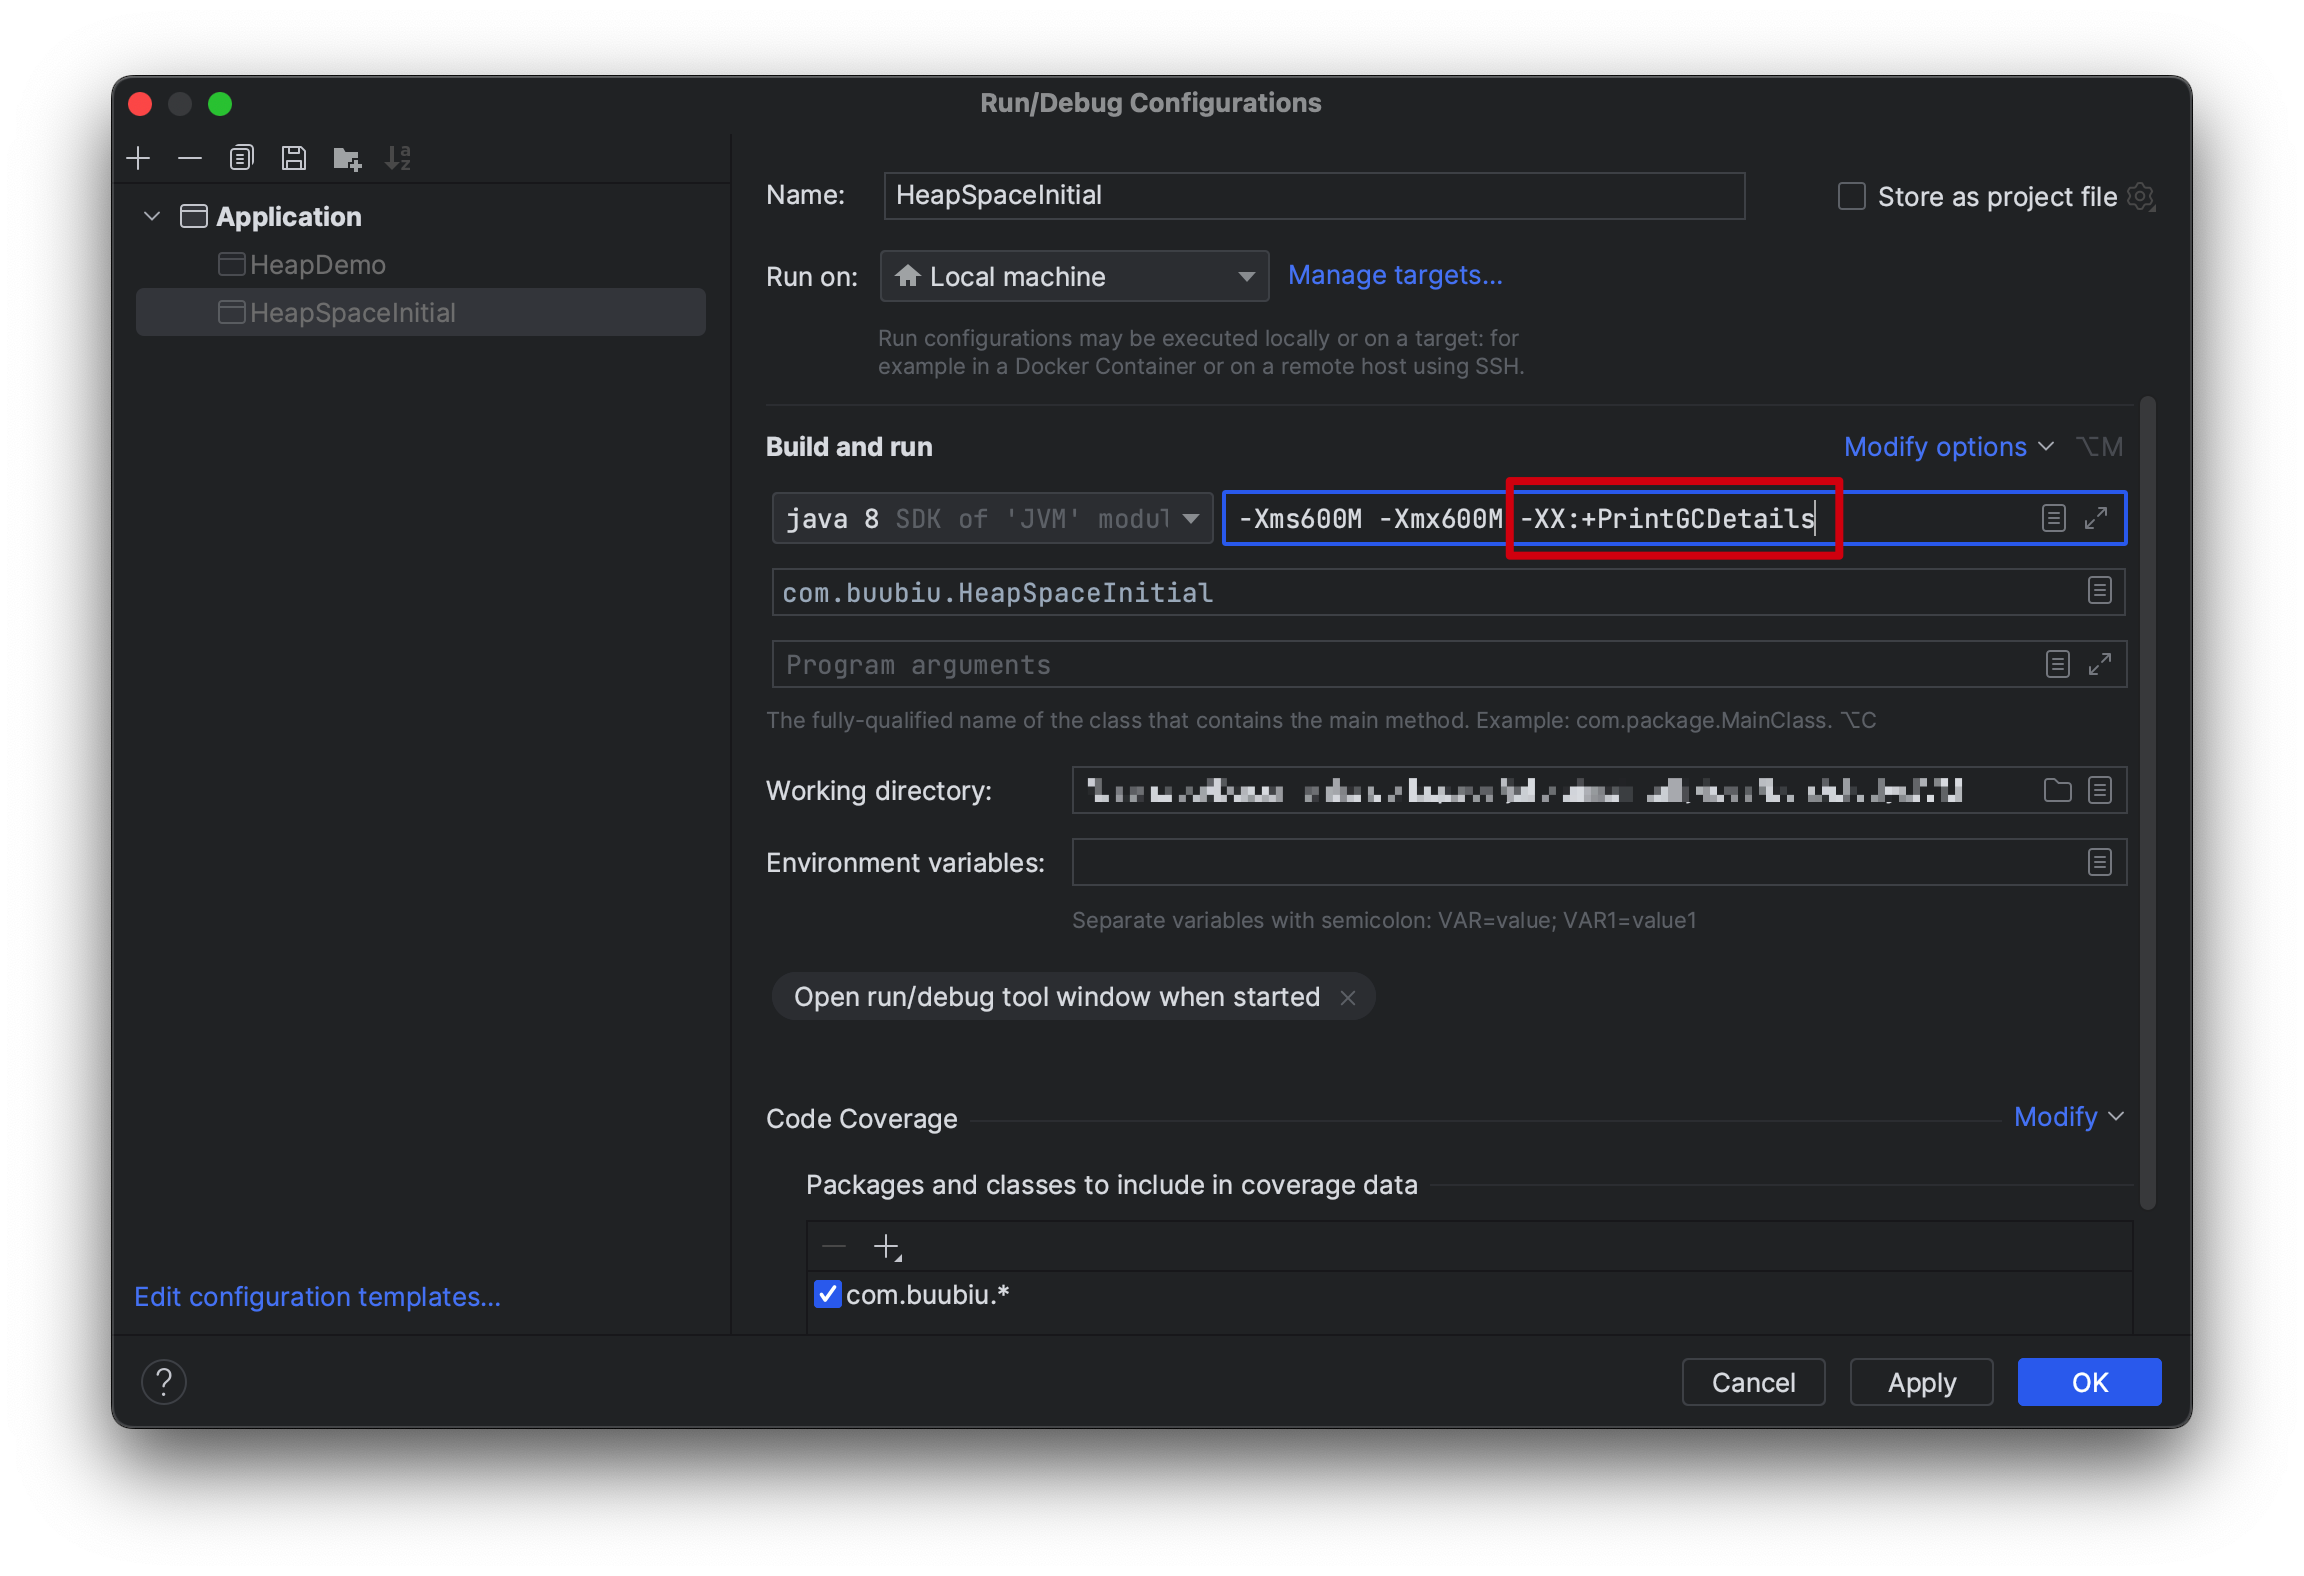 Run/Debug Configurations
Application
HeapDemo
HeapSpaceInitial
Edit configuration templates...
Name: HeapSpaceInitial
Store as project file
Run on: Local machine Manage targets...
Run configurations may be executed locally or on a target: for
example in a Docker Container or on a remote host using SSH.
Build and run
Modify options ⌥M
java 8 SDK of 'JVM' modul -Xms600M -Xmx600M -XX:+PrintGCDetails
com.buubiu.HeapSpaceInitial
Program arguments
The fully-qualified name of the class that contains the main method. Example: com.package.MainClass. ⌥C
Working directory:
Environment variables:
Separate variables with semicolon: VAR=value; VAR1=value1
Open run/debug tool window when started
Code Coverage Modify
Packages and classes to include in coverage data
com.buubiu.*
? Cancel Apply OK